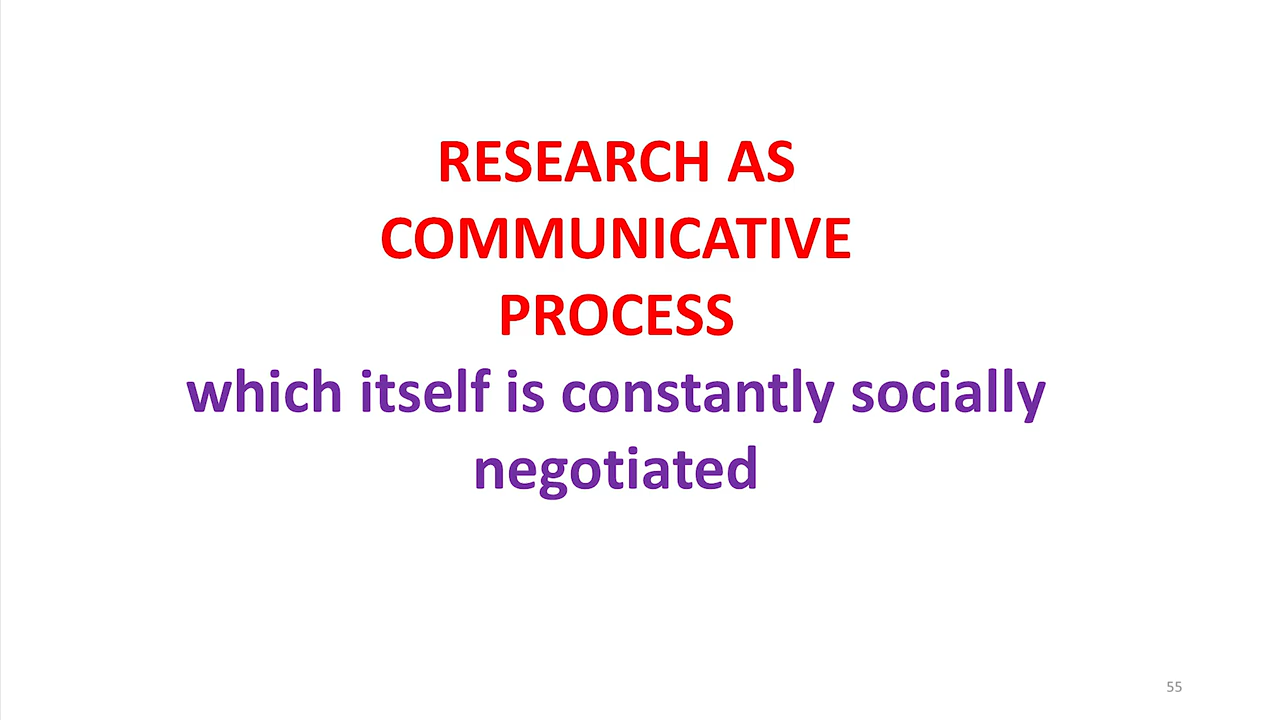 RESEARCH AS
COMMUNICATIVE
PROCESS
which itself is constantly socially
negotiated
55